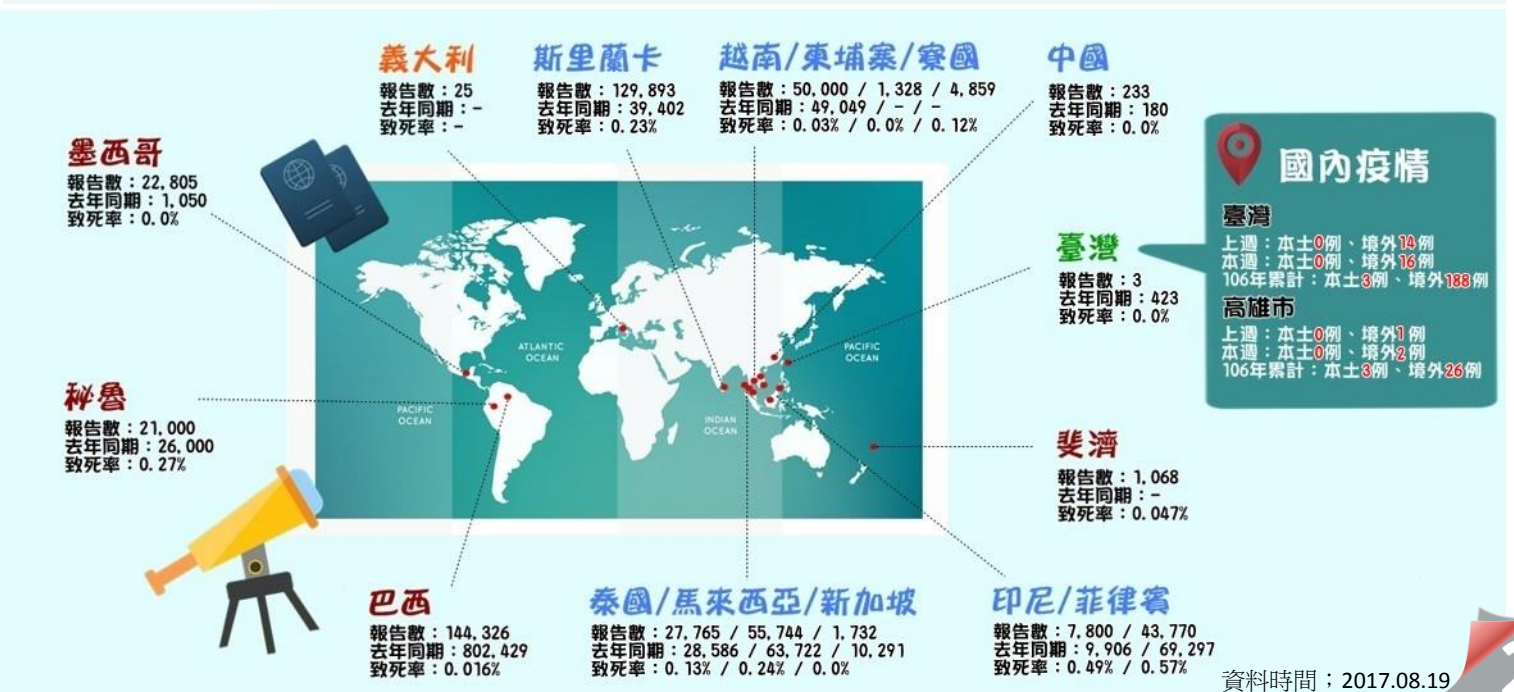 義大利
報告數：25
去年同期：-
致死率：-
斯里蘭卡
報告數：129,893
去年同期：39,402
致死率：0.23%
越南/柬埔寨/寮國
報告數：50,000 / 1,328 / 4,859
去年同期：49,049 / - / -
致死率：0.03% / 0.0% / 0.12%
中國
報告數：233
去年同期：180
致死率：0.0%
墨西哥
報告數：22,805
去年同期：1,050
致死率：0.0%
國內疫情
臺灣
上週：本土0例、境外14例
本週：本土0例、境外16例
106年累計：本土3例、境外188例
高雄市
上週：本土0例、境外1例
本週：本土0例、境外2例
106年累計：本土3例、境外26例
臺灣
報告數：3
去年同期：423
致死率：0.0%
ATLANTIC
OCEAN
PACIFIC
OCEAN
PACIFIC
OCEAN
INDIAN
OCEAN
秘魯
報告數：21,000
去年同期：26,000
致死率：0.27%
斐濟
報告數：1,068
去年同期：-
致死率：0.047%
巴西
報告數：144,326
去年同期：802,429
致死率：0.016%
泰國/馬來西亞/新加坡
報告數：27,765 / 55,744 / 1,732
去年同期：28,586 / 63,722 / 10,291
致死率：0.13% / 0.24% / 0.0%
印尼/菲律賓
報告數：7,800 / 43,770
去年同期：9,906 / 69,297
致死率：0.49% / 0.57%
資料時間；2017.08.19